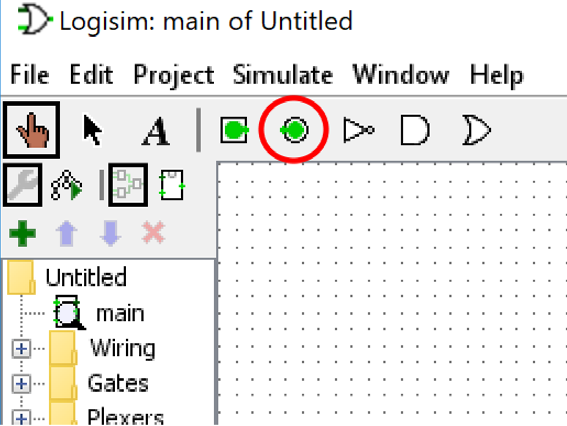 Logisim: main of Untitled
File Edit Project Simulate Window Help
A
Untitled
main
Wiring
Gates
Plexers